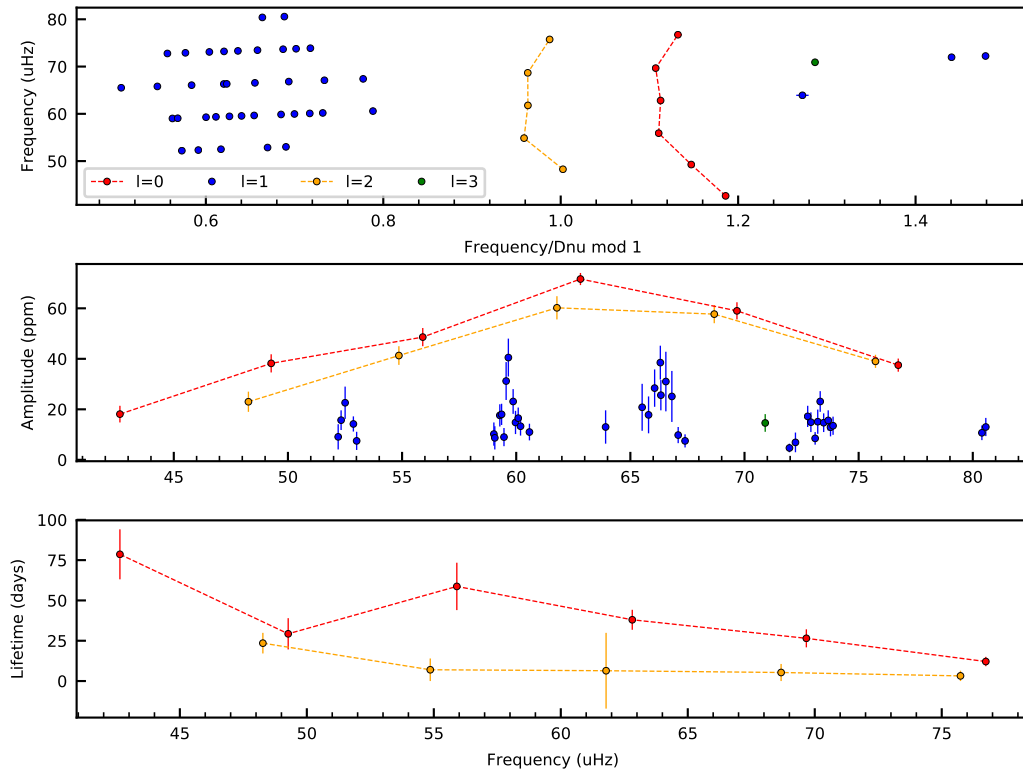 80
70
60
50
Frequency (uHz)
l=0 l=1 l=2 l=3
0.6 0.8 1.0 1.2 1.4
Frequency/Dnu mod 1
60
40
20
0
Amplitude (ppm)
45 50 55 60 65 70 75 80
100
75
50
25
0
Lifetime (days)
45 50 55 60 65 70 75
Frequency (uHz)